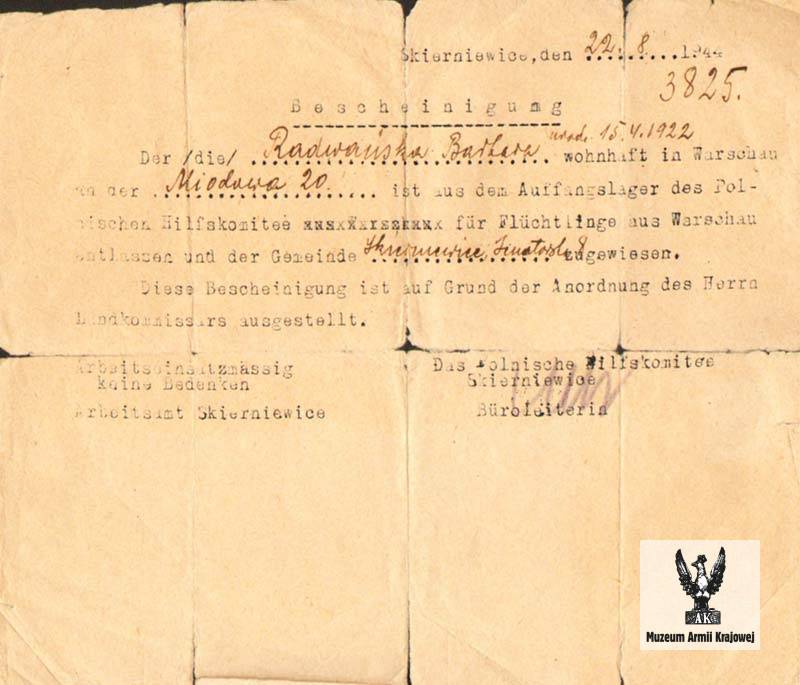 Skierniewice, den 22. 8. 1944
3825.
Bescheinigung
urod. 15.4.1922
Der /die/ Radwańska Barbara wohnhaft in Warschau
an der Miodowa 20 ist aus dem Auffangslager des Pol-
nischen Hilfskomitee für Flüchtlinge aus Warschau
entlassen und der Gemeinde Skierniewice 8 zugewiesen.
Diese Bescheinigung ist auf Grund der Anordnung des Herrn
Landkommissars ausgestellt.
Arbeitseinsatzmässig
keine Bedenken
Arbeitsamt Skierniewice
Das Polnische Hilfskomitee
Skierniewice
Büroleiterin
AK
Muzeum Armii Krajowej